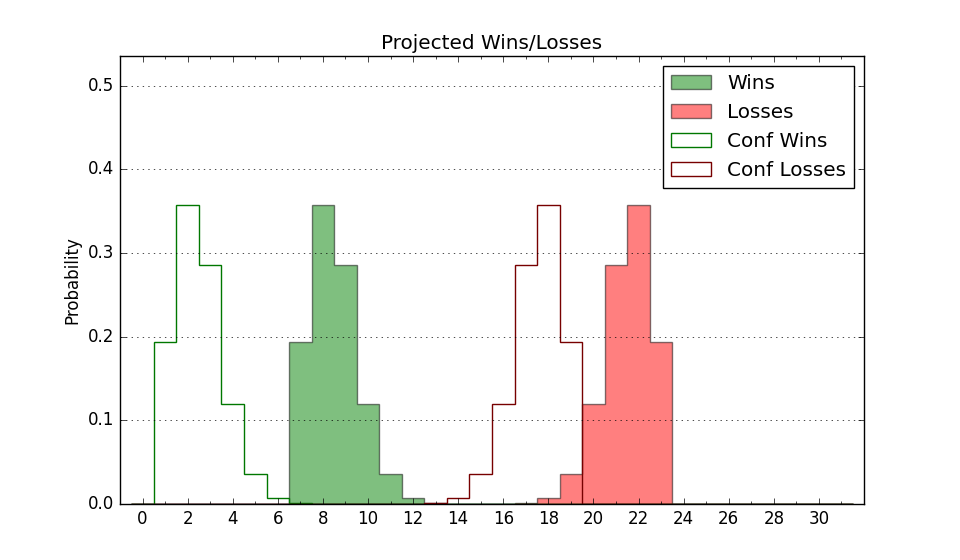 Projected Wins/Losses
Probability
0.5
0.4
0.3
0.2
0.1
0.0
Wins
Losses
Conf Wins
Conf Losses
0 2 4 6 8 10 12 14 16 18 20 22 24 26 28 30